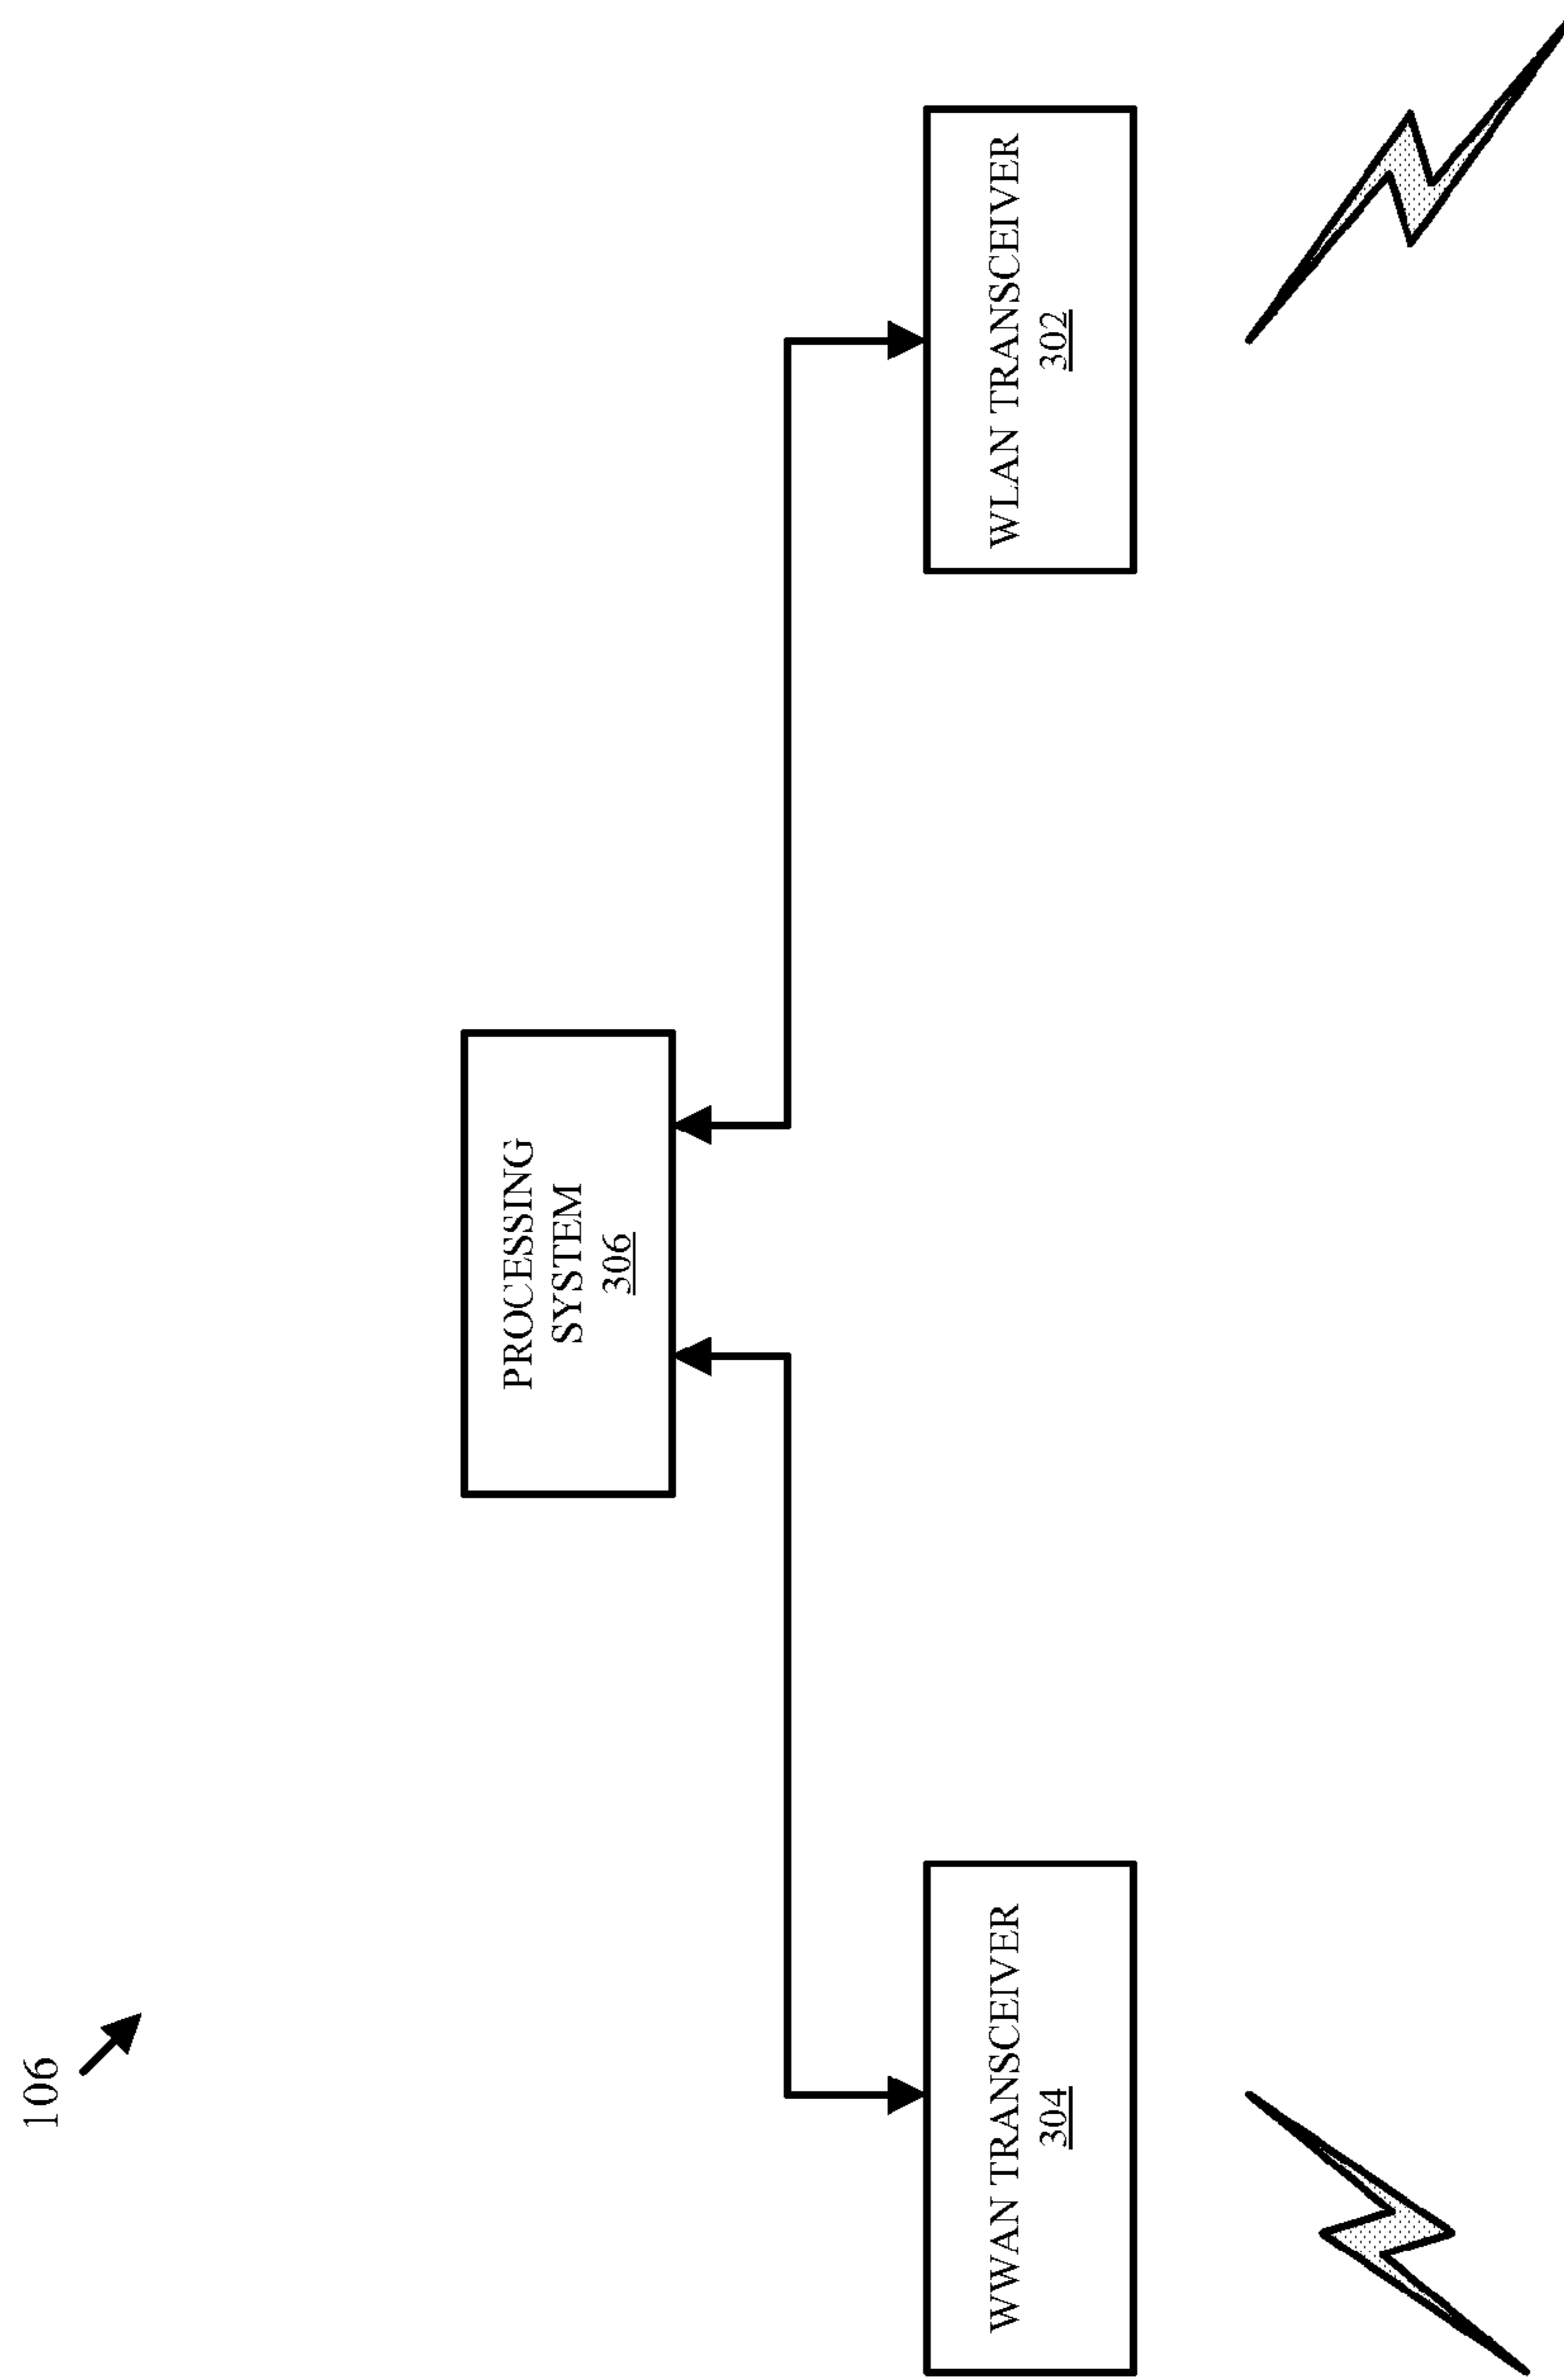 106
PROCESSING
SYSTEM
306
WWAN TRANSCEIVER
304
WLAN TRANSCEIVER
302